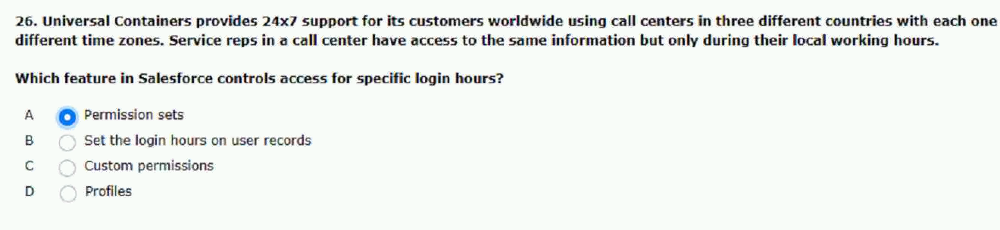 26. Universal Containers provides 24x7 support for its customers worldwide using call centers in three different countries with each one
different time zones. Service reps in a call center have access to the same information but only during their local working hours.
Which feature in Salesforce controls access for specific login hours?
A Permission sets
B Set the login hours on user records
C Custom permissions
D Profiles